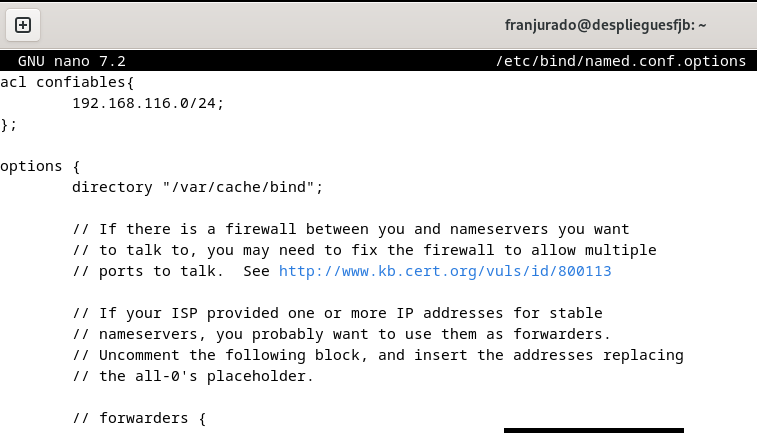 franjurado@desplieguesfjb: ~
GNU nano 7.2 /etc/bind/named.conf.options
acl confiables{
192.168.116.0/24;
};
options {
directory "/var/cache/bind";
// If there is a firewall between you and nameservers you want
// to talk to, you may need to fix the firewall to allow multiple
// ports to talk.  See http://www.kb.cert.org/vuls/id/800113
// If your ISP provided one or more IP addresses for stable
// nameservers, you probably want to use them as forwarders.
// Uncomment the following block, and insert the addresses replacing
// the all-0's placeholder.
// forwarders {